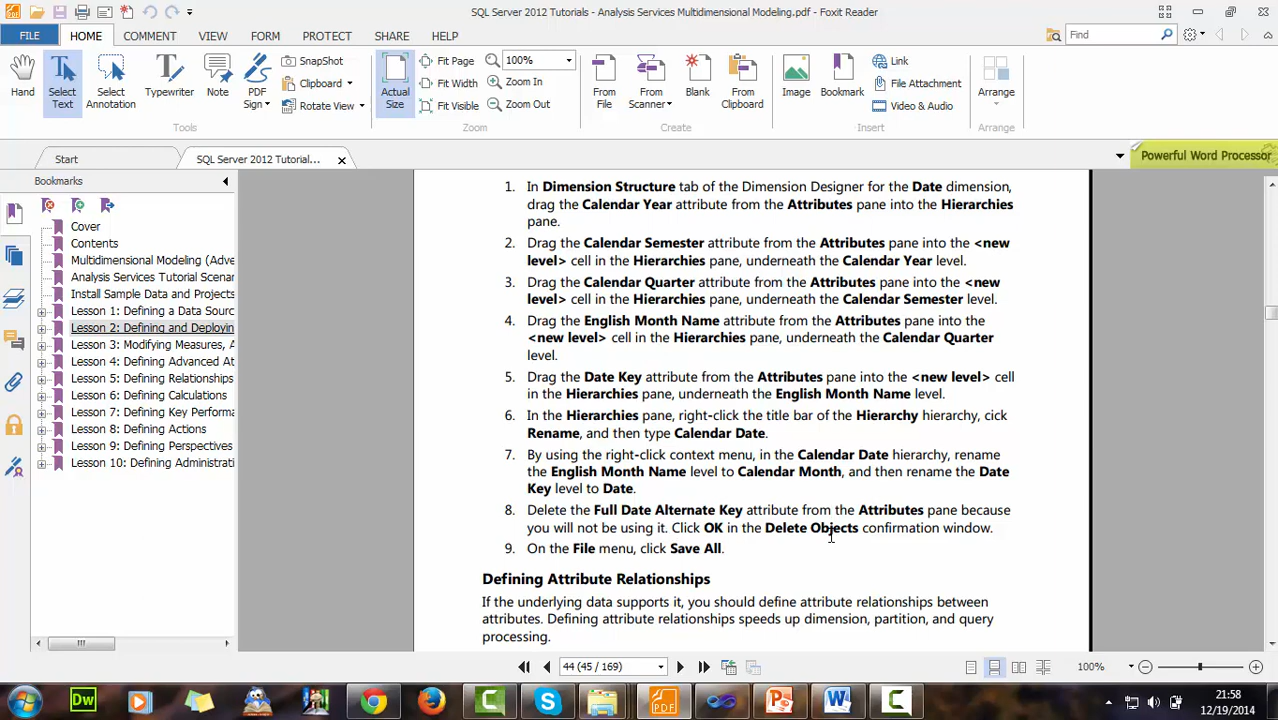 SQL Server 2012 Tutorials - Analysis Services Multidimensional Modeling.pdf - Foxit Reader
FILE HOME COMMENT VIEW FORM PROTECT SHARE HELP Find
Hand
Select Text
Select Annotation
Typewriter
Note
PDF Sign
SnapShot
Clipboard
Rotate View
Tools
Actual Size
Fit Page
Fit Width
Fit Visible
100%
Zoom In
Zoom Out
Zoom
From File
From Scanner
Blank
From Clipboard
Create
Image
Bookmark
Link
File Attachment
Video & Audio
Insert
Arrange
Arrange
Start
SQL Server 2012 Tutorial...
Powerful Word Processor
Bookmarks
Cover
Contents
Multidimensional Modeling (Adve
Analysis Services Tutorial Scenar
Install Sample Data and Projects
Lesson 1: Defining a Data Sourc
Lesson 2: Defining and Deployin
Lesson 3: Modifying Measures, A
Lesson 4: Defining Advanced At
Lesson 5: Defining Relationships
Lesson 6: Defining Calculations
Lesson 7: Defining Key Performa
Lesson 8: Defining Actions
Lesson 9: Defining Perspectives
Lesson 10: Defining Administrati
1. In Dimension Structure tab of the Dimension Designer for the Date dimension,
drag the Calendar Year attribute from the Attributes pane into the Hierarchies
pane.
2. Drag the Calendar Semester attribute from the Attributes pane into the <new
level> cell in the Hierarchies pane, underneath the Calendar Year level.
3. Drag the Calendar Quarter attribute from the Attributes pane into the <new
level> cell in the Hierarchies pane, underneath the Calendar Semester level.
4. Drag the English Month Name attribute from the Attributes pane into the
<new level> cell in the Hierarchies pane, underneath the Calendar Quarter
level.
5. Drag the Date Key attribute from the Attributes pane into the <new level> cell
in the Hierarchies pane, underneath the English Month Name level.
6. In the Hierarchies pane, right-click the title bar of the Hierarchy hierarchy, cick
Rename, and then type Calendar Date.
7. By using the right-click context menu, in the Calendar Date hierarchy, rename
the English Month Name level to Calendar Month, and then rename the Date
Key level to Date.
8. Delete the Full Date Alternate Key attribute from the Attributes pane because
you will not be using it. Click OK in the Delete Objects confirmation window.
9. On the File menu, click Save All.
Defining Attribute Relationships
If the underlying data supports it, you should define attribute relationships between
attributes. Defining attribute relationships speeds up dimension, partition, and query
processing.
44 (45 / 169)
100%
21:58
12/19/2014